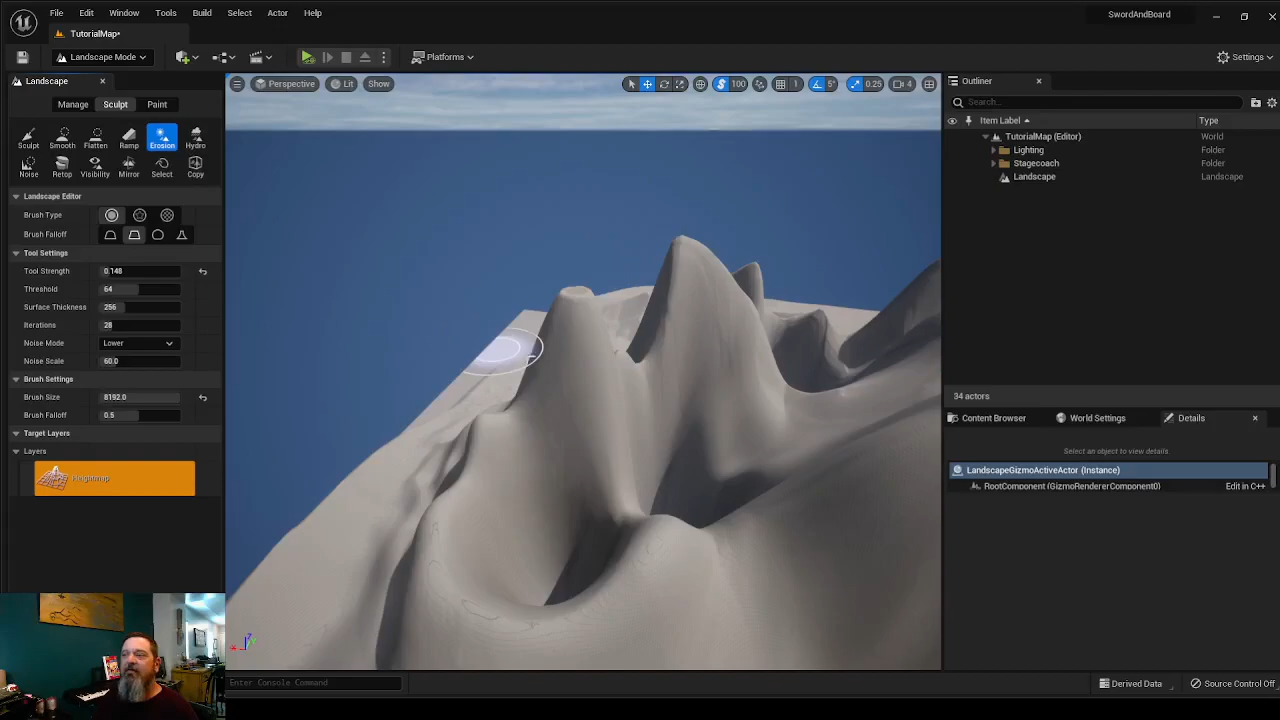 File Edit Window Tools Build Select Actor Help
SwordAndBoard
TutorialMap•
Landscape Mode
Platforms
Settings
Landscape
Manage Sculpt Paint
Sculpt Smooth Flatten Ramp Erosion Hydro
Noise Retop Visibility Mirror Select Copy
Landscape Editor
Brush Type
Brush Falloff
Tool Settings
Tool Strength 0.148
Threshold 64
Surface Thickness 256
Iterations 28
Noise Mode Lower
Noise Scale 60.0
Brush Settings
Brush Size 8192.0
Brush Falloff 0.5
Target Layers
Layers
Heightmap
Perspective Lit Show
100 1 5° 0.25 4
Enter Console Command
Outliner
Search...
Item Label Type
TutorialMap (Editor) World
Lighting Folder
Stagecoach Folder
Landscape Landscape
34 actors
Content Browser World Settings Details
Select an object to view details
LandscapeGizmoActiveActor (Instance)
RootComponent (GizmoRendererComponent0) Edit in C++
Derived Data Source Control Off